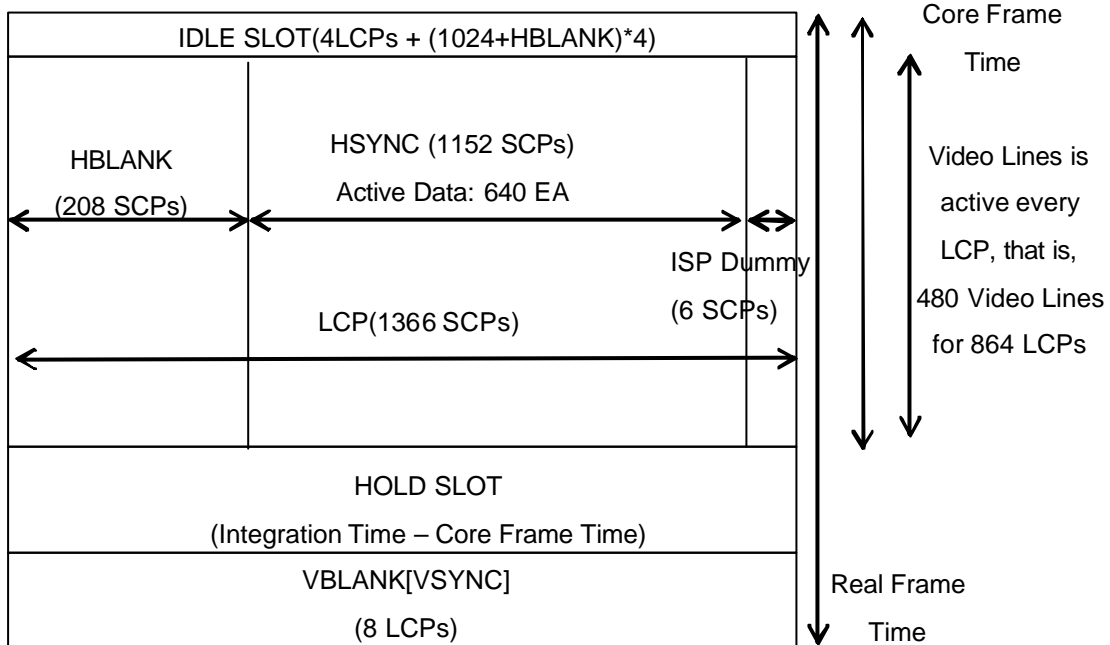 IDLE SLOT(4LCPs + (1024+HBLANK)*4)
HBLANK
(208 SCPs)
HSYNC (1152 SCPs)
Active Data: 640 EA
ISP Dummy
(6 SCPs)
LCP(1366 SCPs)
HOLD SLOT
(Integration Time – Core Frame Time)
VBLANK[VSYNC]
(8 LCPs)
Core Frame
Time
Video Lines is
active every
LCP, that is,
480 Video Lines
for 864 LCPs
Real Frame
Time